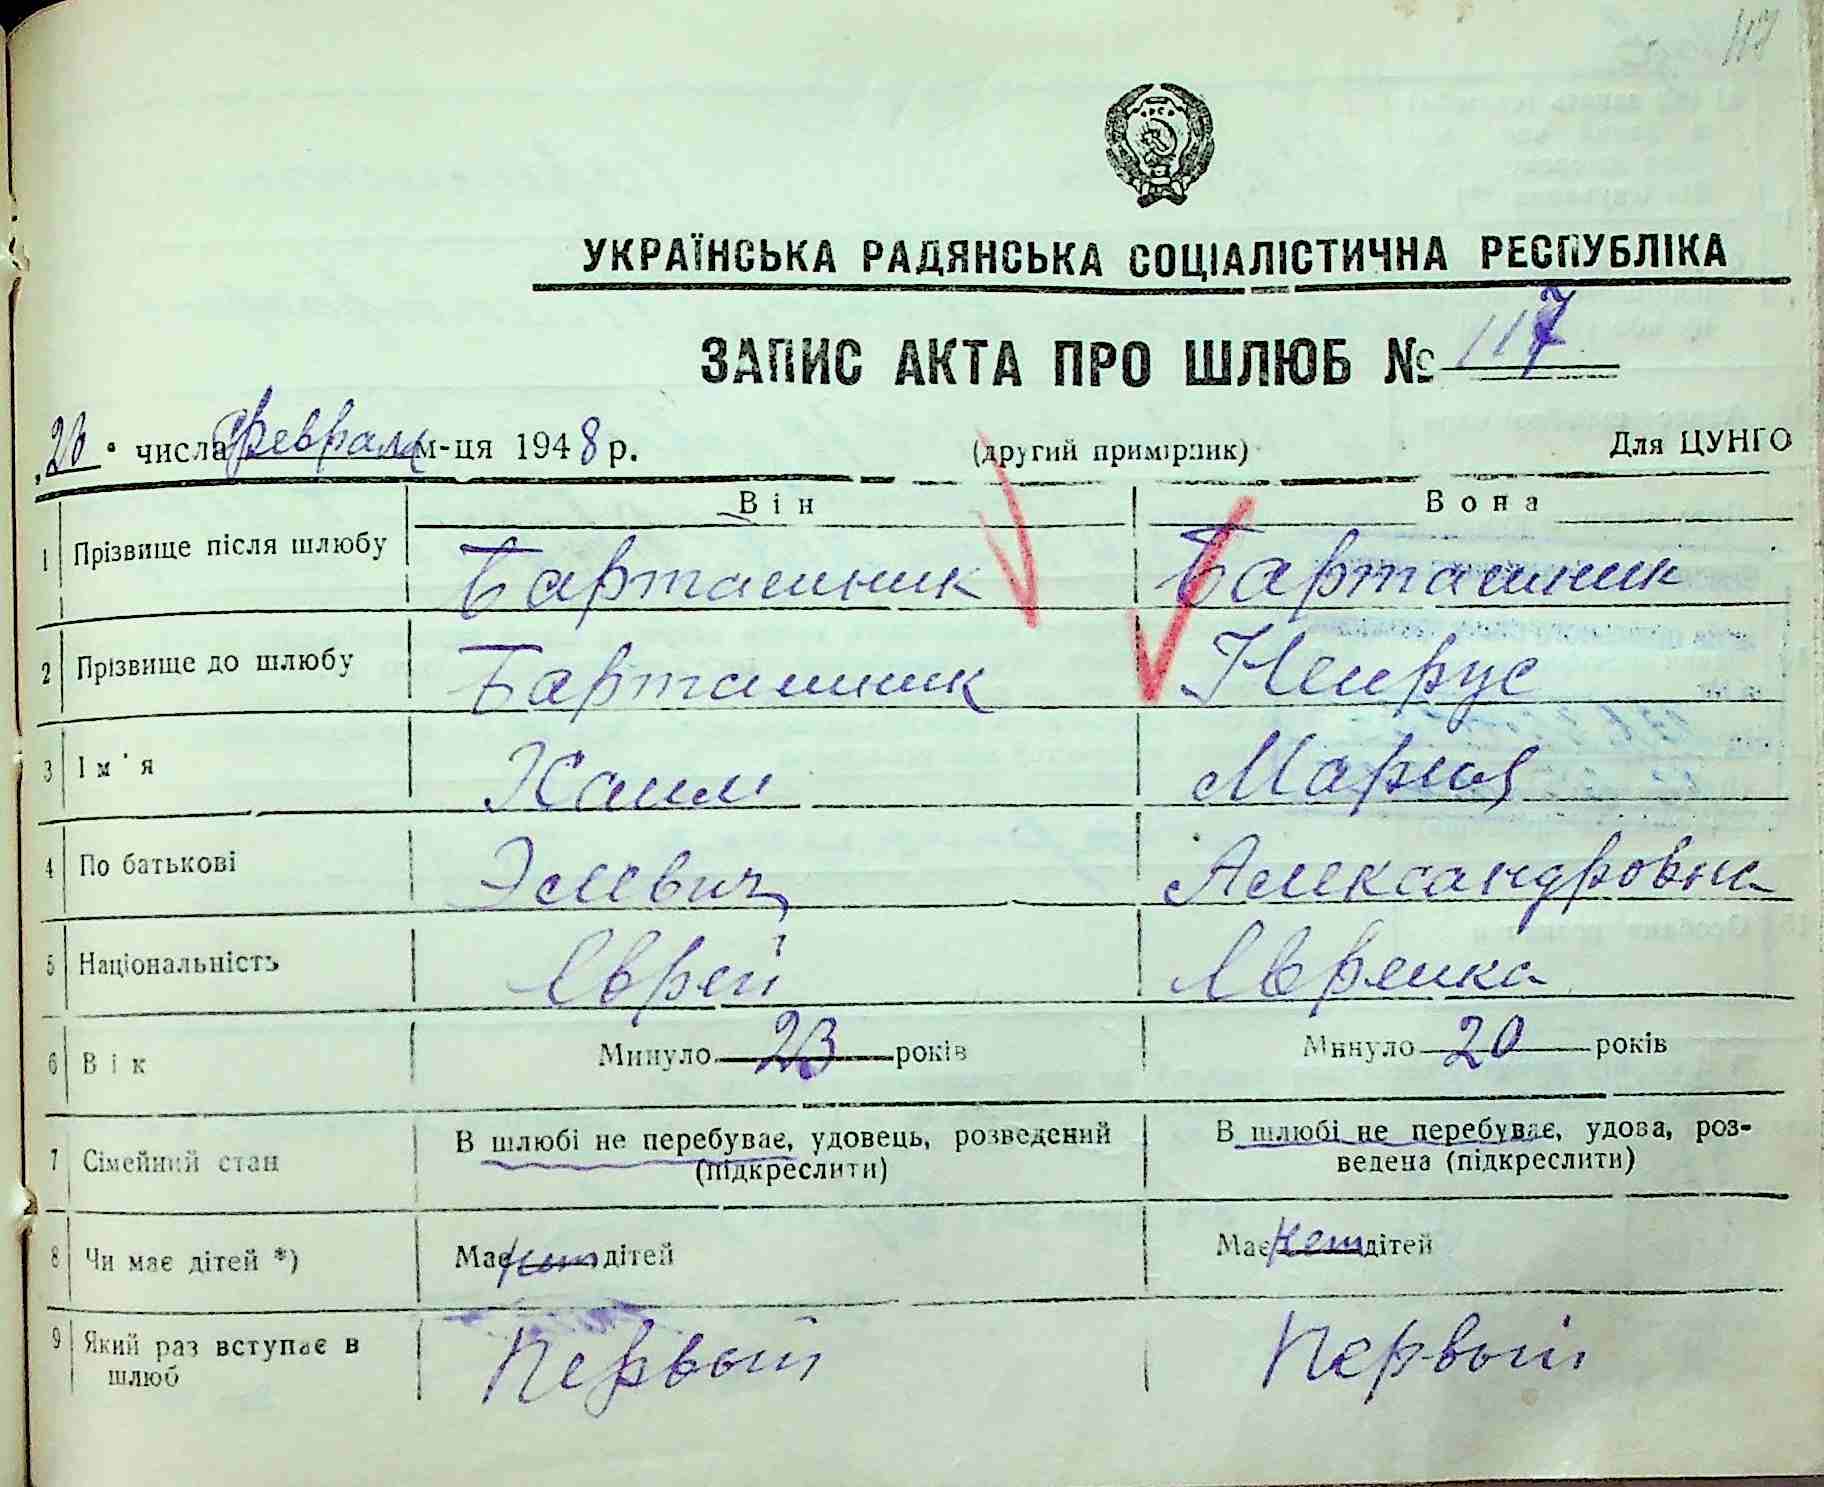 117
УКРАЇНСЬКА РАДЯНСЬКА СОЦІАЛІСТИЧНА РЕСПУБЛІКА
ЗАПИС АКТА ПРО ШЛЮБ № 117
26 числа февраля м-ця 1948 р. (другий примірник) Для ЦУНГО
Він Вона
1 Прізвище після шлюбу Барташник Барташник
2 Прізвище до шлюбу Барташник
3 Ім'я Хаим Мария
4 По батькові Александровна
5 Національність Еврей Еврейка
6 Вік Минуло 23 років Минуло 20 років
7 Сімейний стан В шлюбі не перебуває, удовець, розведений В шлюбі не перебуває, удова, роз-
(підкреслити) ведена (підкреслити)
8 Чи має дітей *) Має нет дітей Має нет дітей
9 Який раз вступає в Первый Первый
шлюб